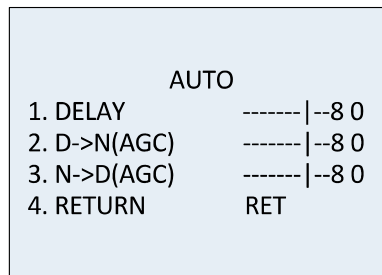 AUTO
1. DELAY -------|--8 0
2. D->N(AGC) -------|--8 0
3. N->D(AGC) -------|--8 0
4. RETURN RET